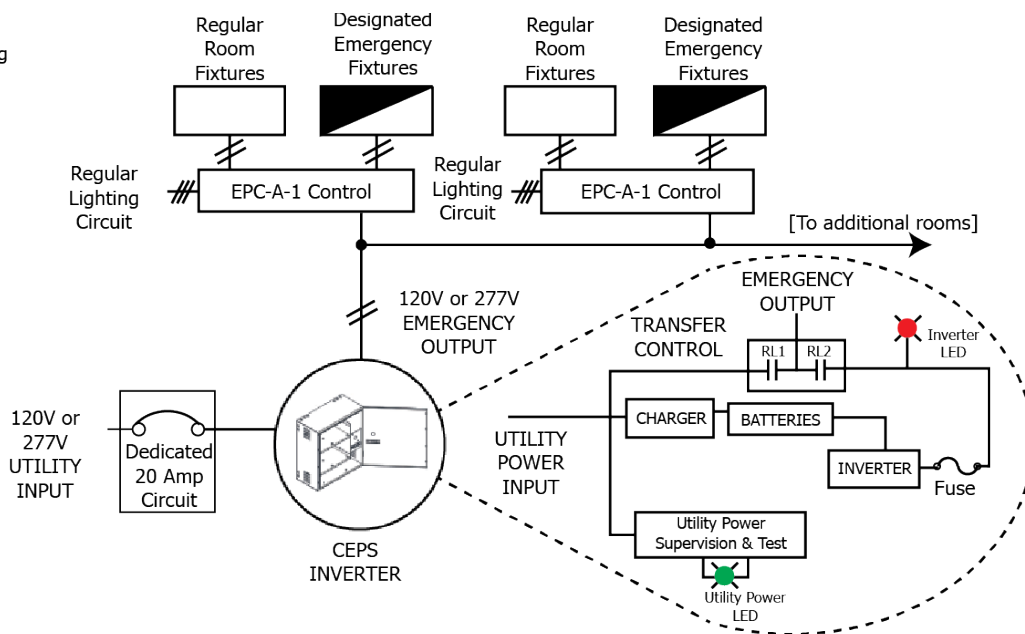 g
Regular
Room
Fixtures
Designated
Emergency
Fixtures
Regular
Room
Fixtures
Designated
Emergency
Fixtures
Regular
Lighting
Circuit
EPC-A-1 Control
Regular
Lighting
Circuit
EPC-A-1 Control
[To additional rooms]
120V or 277V
EMERGENCY
OUTPUT
EMERGENCY
OUTPUT
TRANSFER
CONTROL
RL1 RL2
Inverter
LED
120V or
277V
UTILITY
INPUT
Dedicated
20 Amp
Circuit
CEPS
INVERTER
UTILITY
POWER
INPUT
CHARGER
BATTERIES
INVERTER
Fuse
Utility Power
Supervision & Test
Utility Power
LED